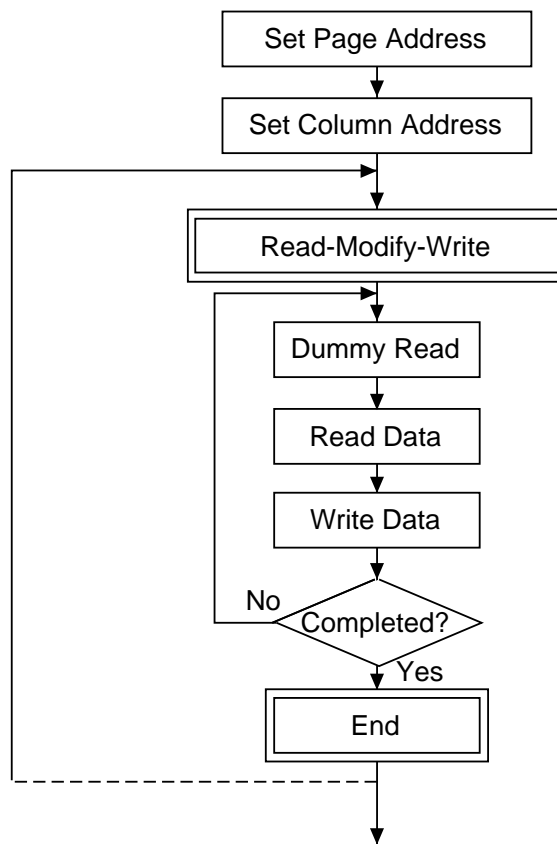 Set Page Address
Set Column Address
Read-Modify-Write
Dummy Read
Read Data
Write Data
No
Completed?
Yes
End